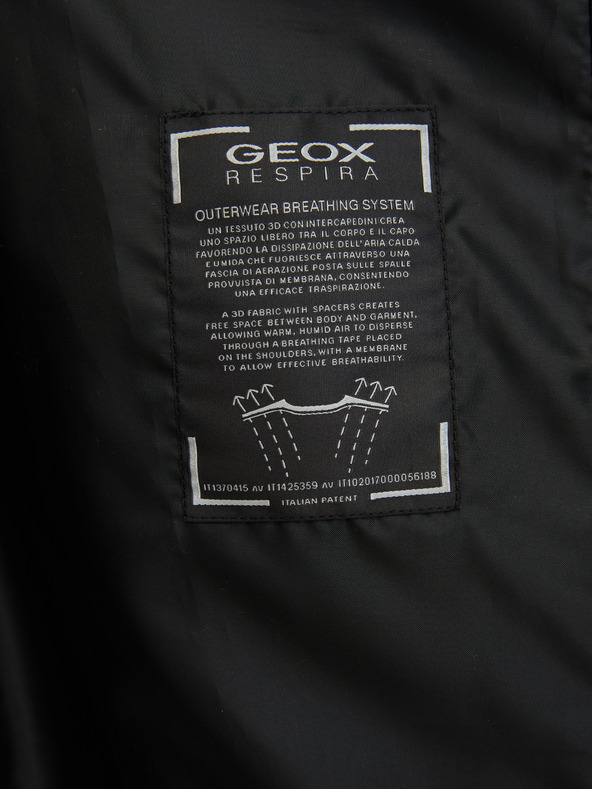 GEOX
RESPIRA
OUTERWEAR BREATHING SYSTEM
UN TESSUTO 3D CON INTERCAPEDINI CREA
UNO SPAZIO LIBERO TRA IL CORPO E IL CAPO
FAVORENDO LA DISSIPAZIONE DELL'ARIA CALDA
E UMIDA CHE FUORIESCE ATTRAVERSO UNA
FASCIA DI AERAZIONE POSTA SULLE SPALLE
PROVVISTA DI MEMBRANA, CONSENTENDO
UNA EFFICACE TRASPIRAZIONE.
A 3D FABRIC WITH SPACERS CREATES
FREE SPACE BETWEEN BODY AND GARMENT,
ALLOWING WARM, HUMID AIR TO DISPERSE
THROUGH A BREATHING TAPE PLACED
ON THE SHOULDERS, WITH A MEMBRANE
TO ALLOW EFFECTIVE BREATHABILITY.
IT1370415 AV IT1425359 AV IT102017000056188
ITALIAN PATENT